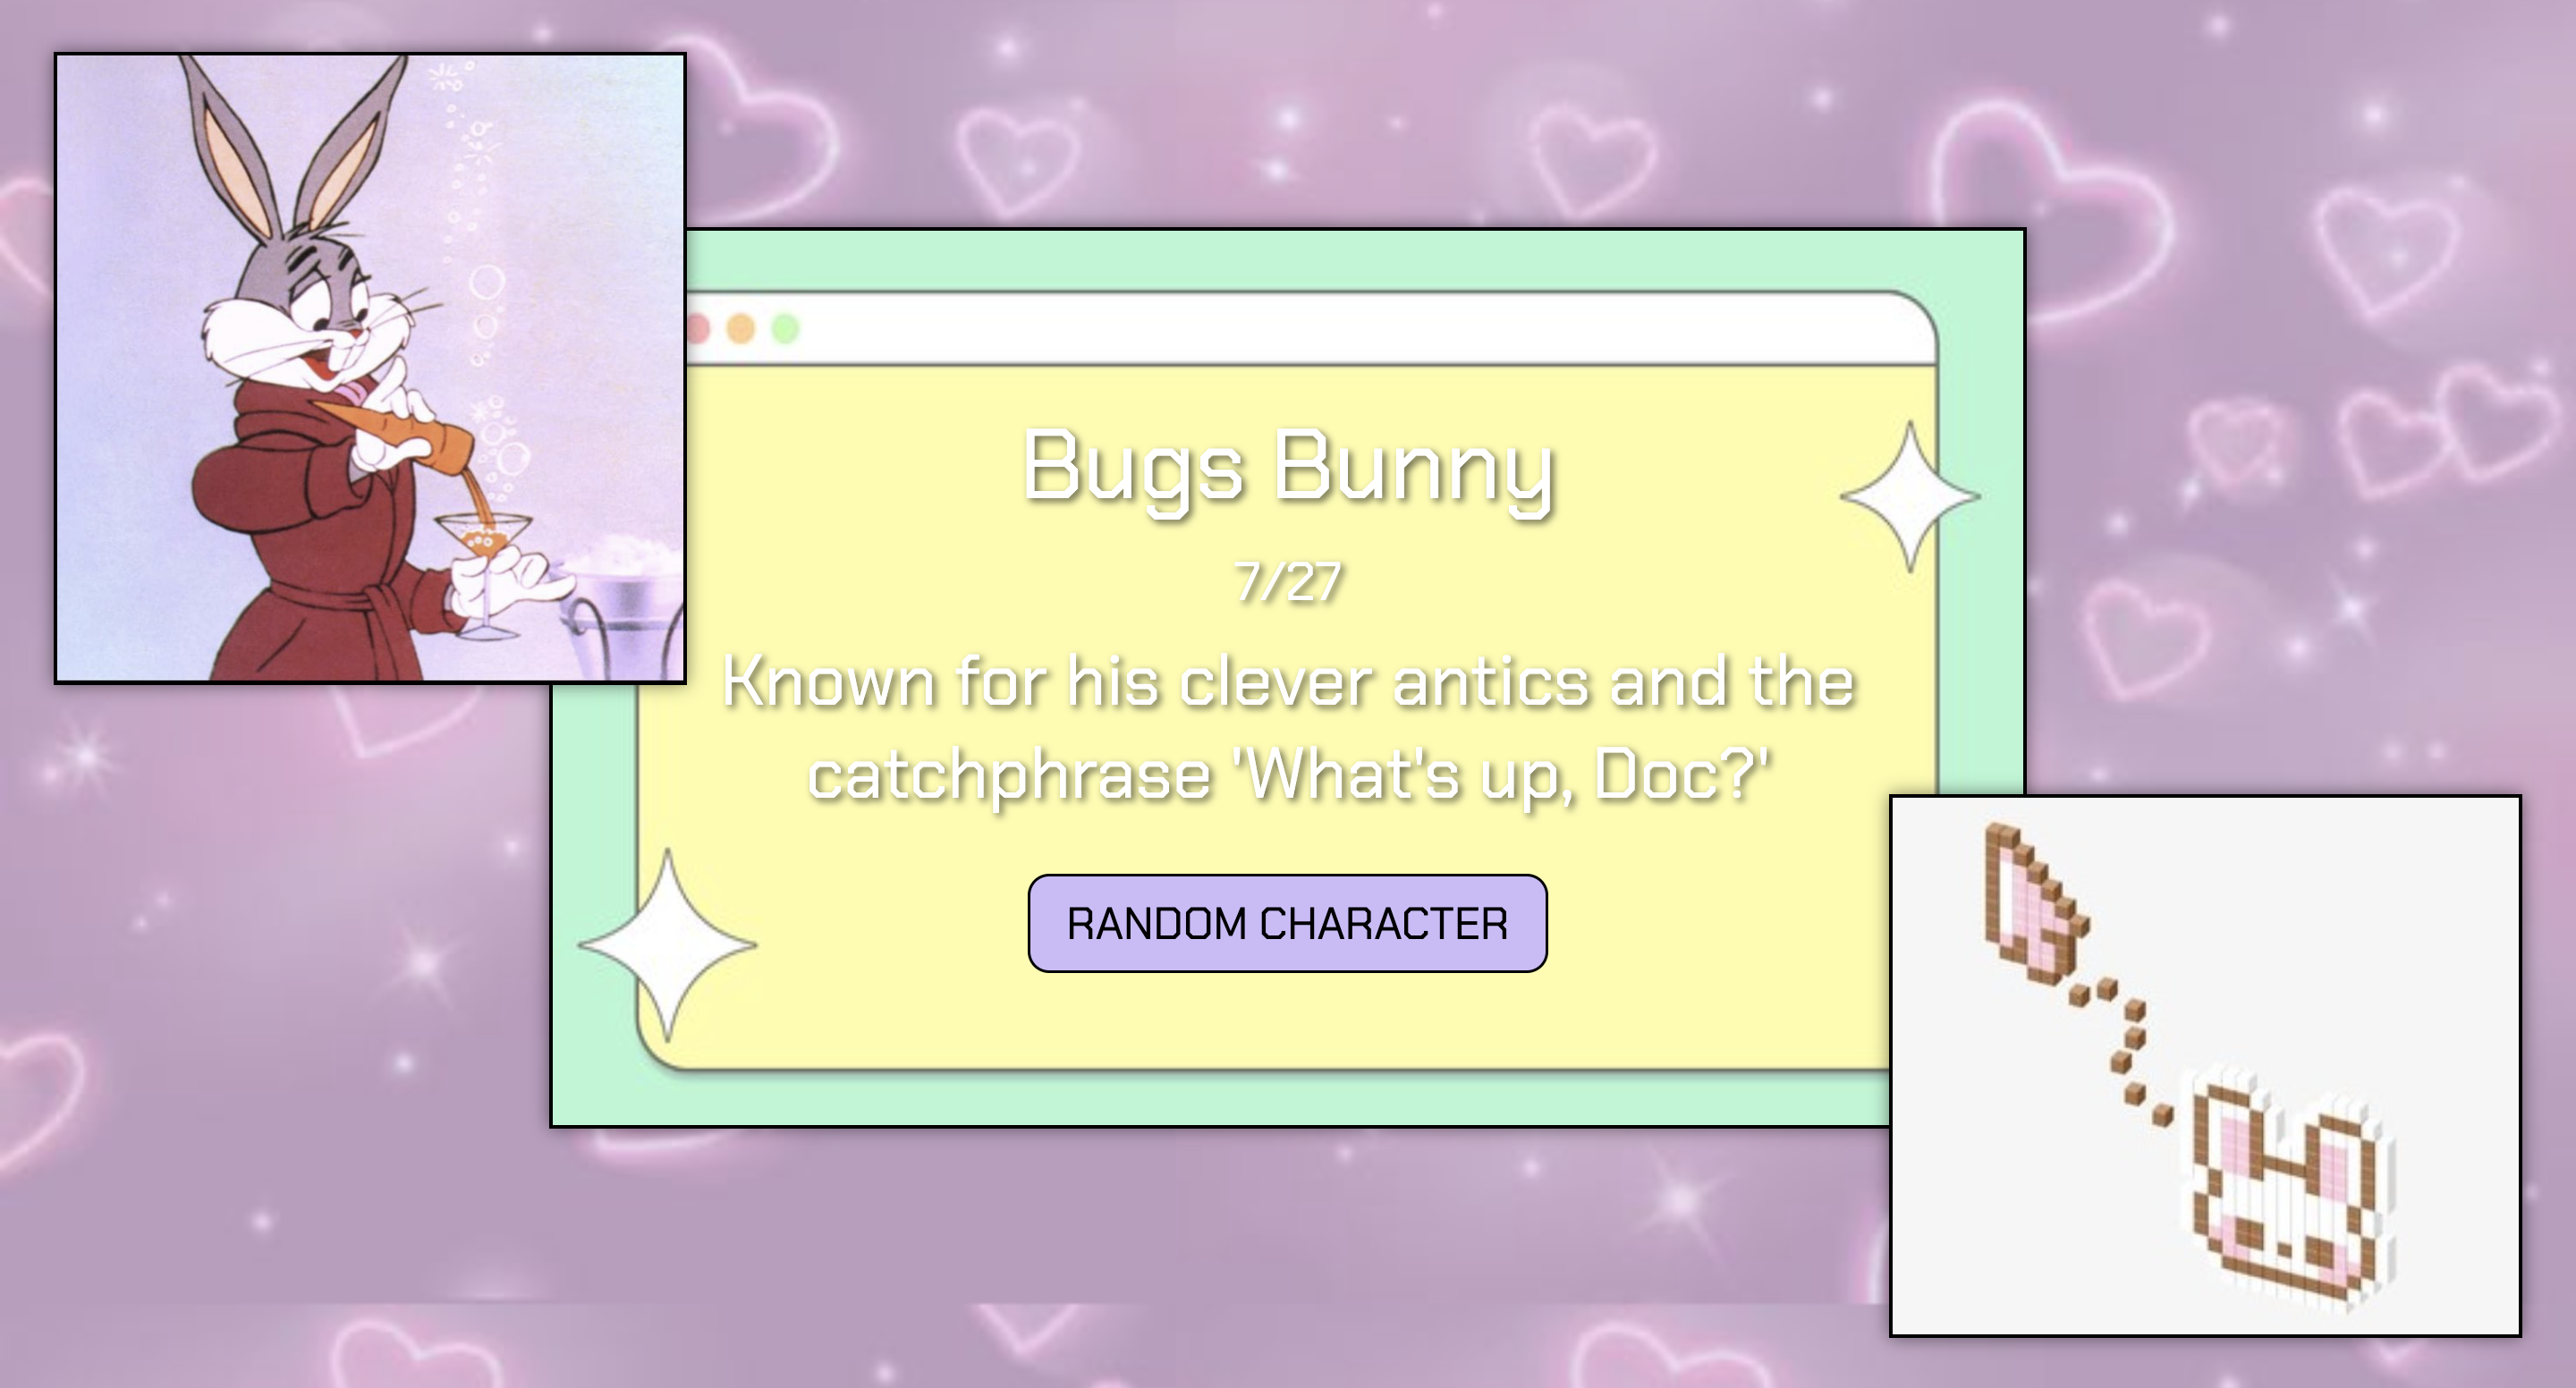 Bugs Bunny
7/27
Known for his clever antics and the
catchphrase 'What's up, Doc?'
RANDOM CHARACTER